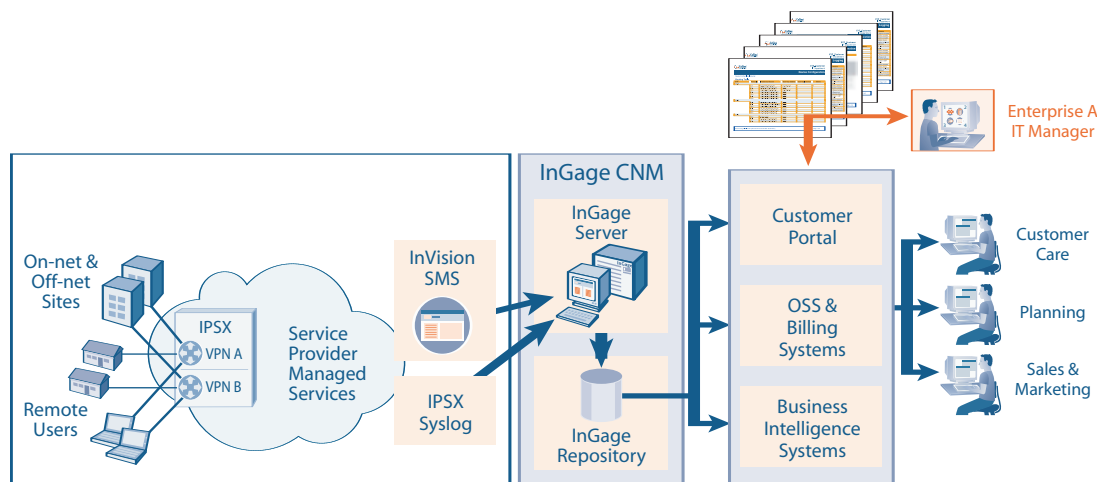 Enterprise A
IT Manager
InGage CNM
InGage
Server
InVision
SMS
On-net &
Off-net
Sites
IPSX
VPN A
VPN B
Service
Provider
Managed
Services
Remote
Users
IPSX
Syslog
InGage
Repository
Customer
Portal
OSS &
Billing
Systems
Business
Intelligence
Systems
Customer
Care
Planning
Sales &
Marketing